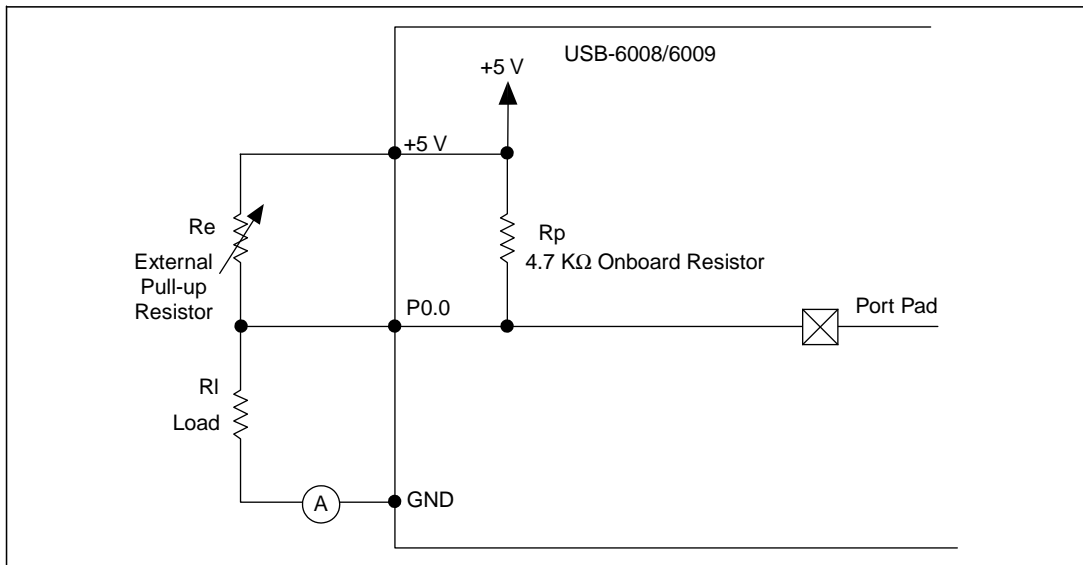 USB-6008/6009
+5 V
+5 V
Re
External
Pull-up
Resistor
Rp
4.7 KΩ Onboard Resistor
P0.0
Port Pad
Rl
Load
A
GND